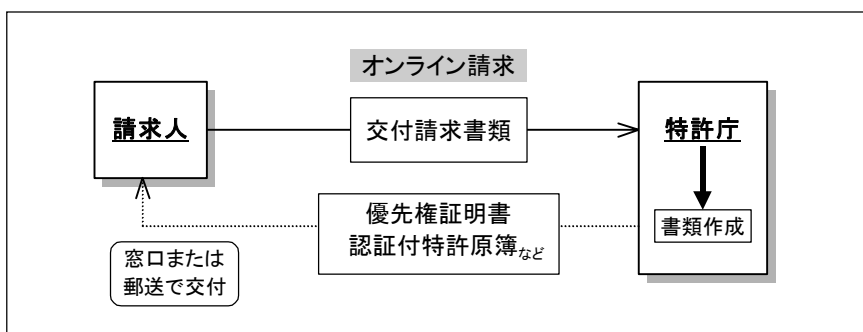 オンライン請求
請求人
交付請求書類
特許庁
書類作成
優先権証明書
認証付特許原簿など
窓口または
郵送で交付